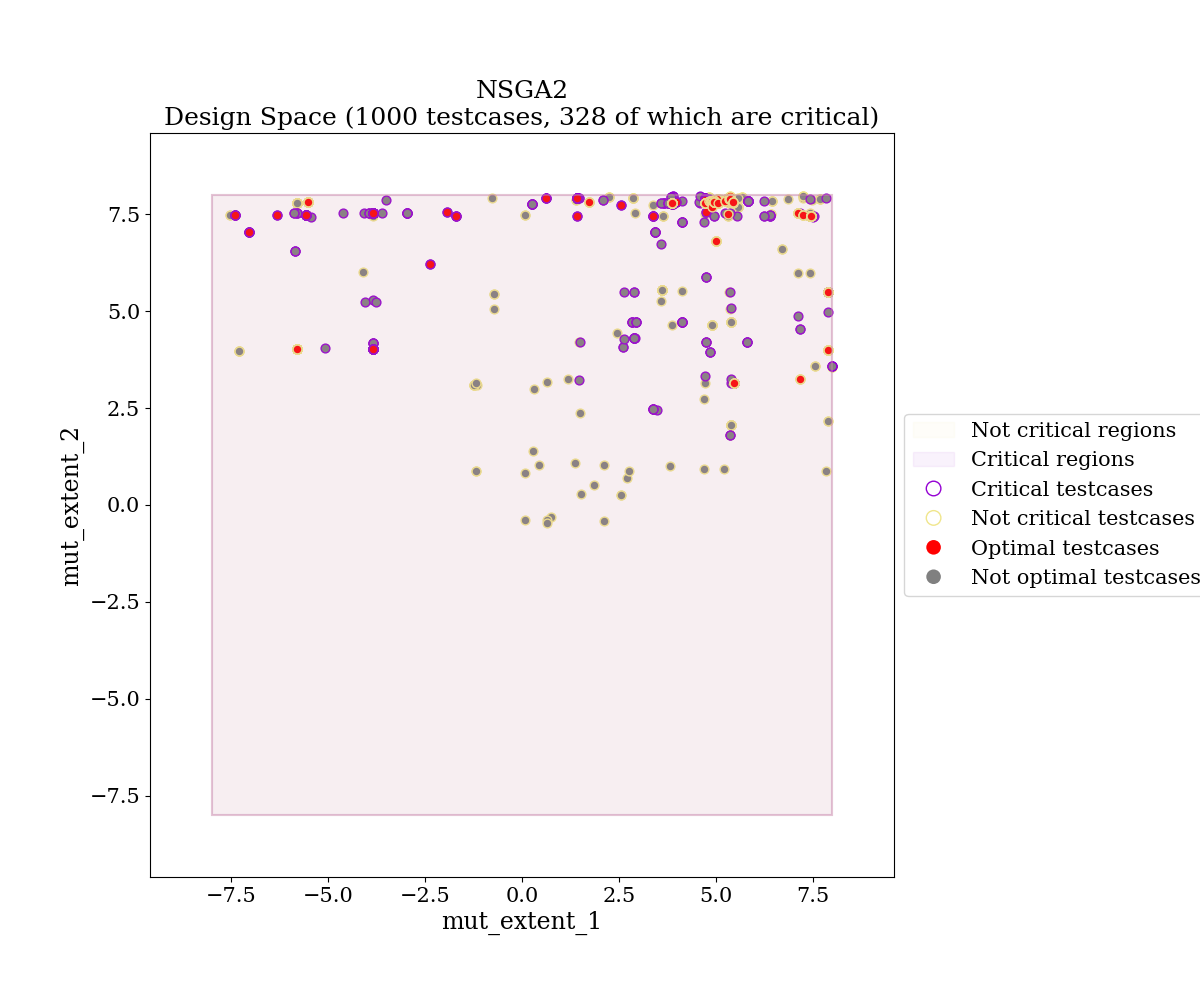 NSGA2
Design Space (1000 testcases, 328 of which are critical)
mut_extent_2
7.5
5.0
2.5
0.0
−2.5
−5.0
−7.5
−7.5
−5.0
−2.5
0.0
2.5
5.0
7.5
mut_extent_1
Not critical regions
Critical regions
Critical testcases
Not critical testcases
Optimal testcases
Not optimal testcases